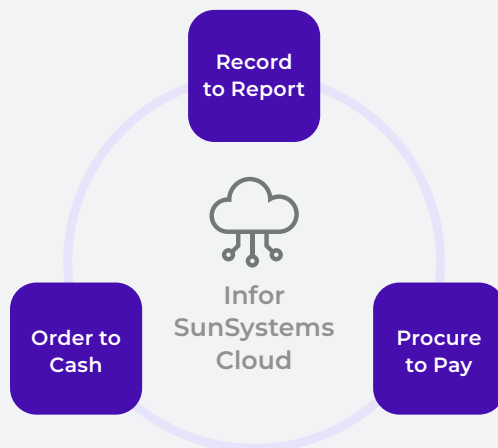 Record
to Report
Infor
SunSystems
Cloud
Order to
Cash
Procure
to Pay